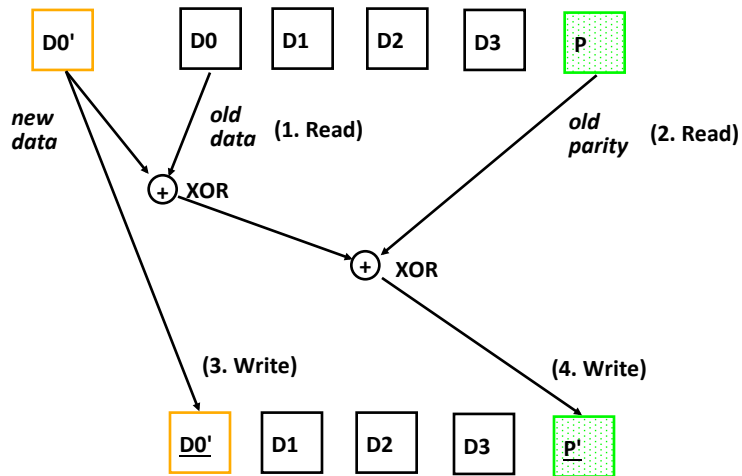 D0' D0 D1 D2 D3 P
new data
old data (1. Read)
old parity (2. Read)
+ XOR
+ XOR
(3. Write) (4. Write)
D0' D1 D2 D3 P'